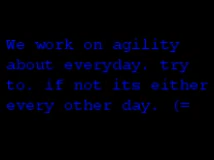 We work on agility
about everyday. try
to. if not its either
every other day. (=